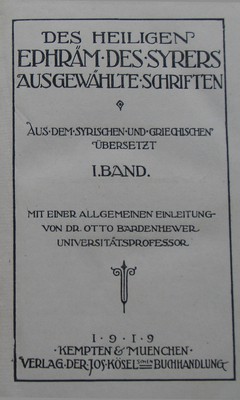 DES HEILIGEN
EPHRÄM·DES·SYRERS
AUSGEWÄHLTE·SCHRIFTEN
AUS·DEM·SYRISCHEN·UND·GRIECHISCHEN
ÜBERSETZT
I.BAND.
MIT EINER ALLGEMEINEN EINLEITUNG-
VON DR. OTTO BARDENHEWER
UNIVERSITÄTSPROFESSOR
1·9·1·9
·KEMPTEN & MUENCHEN·
VERLAG·DER·JOS·KÖSEL'SCHEN BUCHHANDLUNG